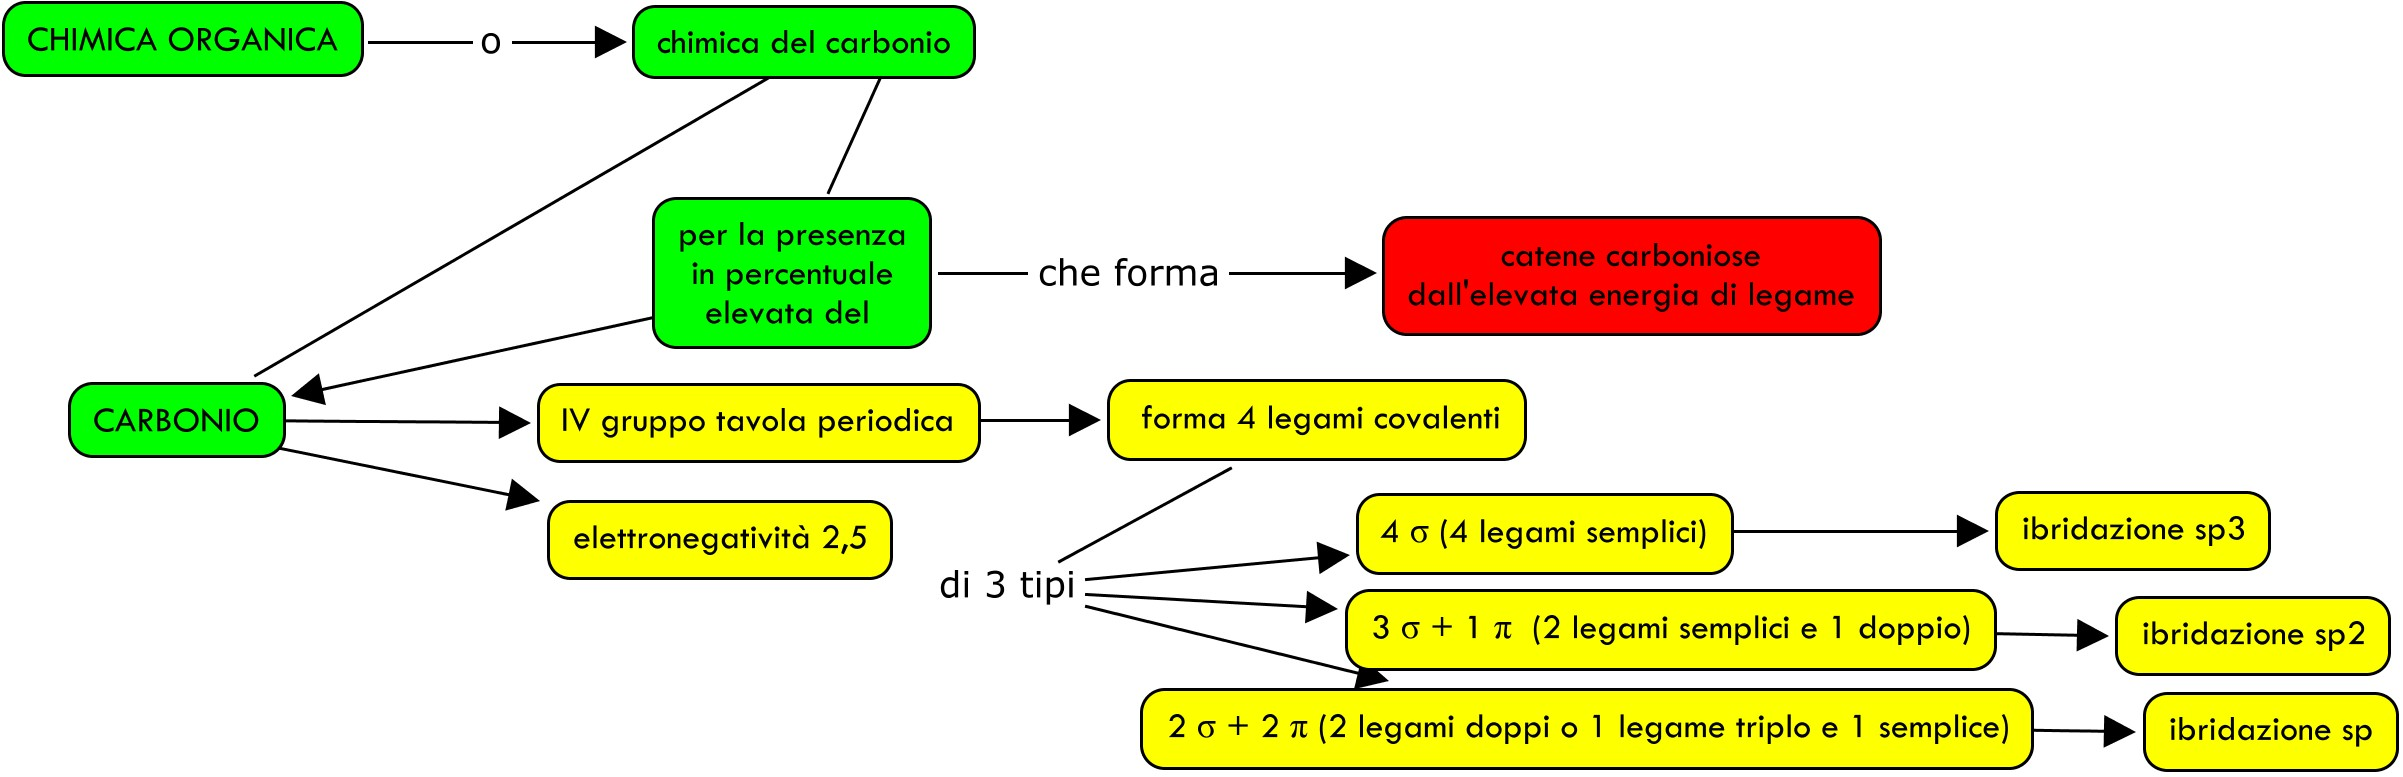 CHIMICA ORGANICA
o
chimica del carbonio
per la presenza
in percentuale
elevata del
che forma
catene carboniose
dall'elevata energia di legame
CARBONIO
IV gruppo tavola periodica
forma 4 legami covalenti
elettronegatività 2,5
di 3 tipi
4 σ (4 legami semplici)
ibridazione sp3
3 σ + 1 π (2 legami semplici e 1 doppio)
ibridazione sp2
2 σ + 2 π (2 legami doppi o 1 legame triplo e 1 semplice)
ibridazione sp